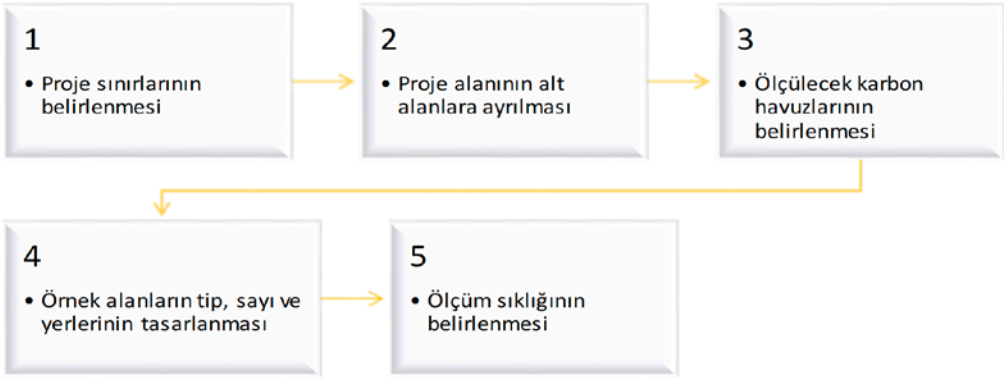 1
• Proje sınırlarının
belirlenmesi
2
• Proje alanının alt
alanlara ayrılması
3
• Ölçülecek karbon
havuzlarının
belirlenmesi
4
• Örnek alanların tip, sayı ve
yerlerinin tasarlanması
5
• Ölçüm sıklığının
belirlenmesi